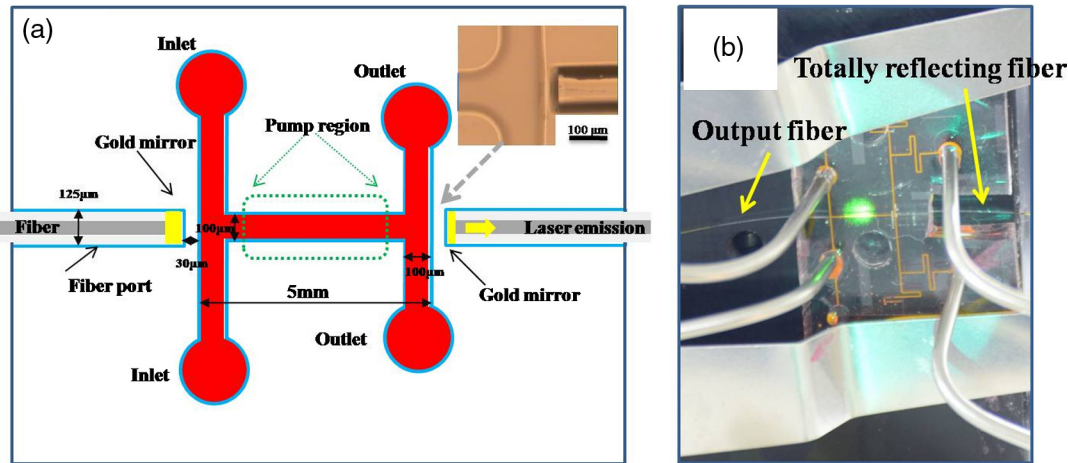 (a)
Inlet
Outlet
Pump region
Gold mirror
100 μm
125μm
Fiber
100μm
Laser emission
30μm
100μm
Fiber port
5mm
Gold mirror
Outlet
Inlet
(b)
Totally reflecting fiber
Output fiber